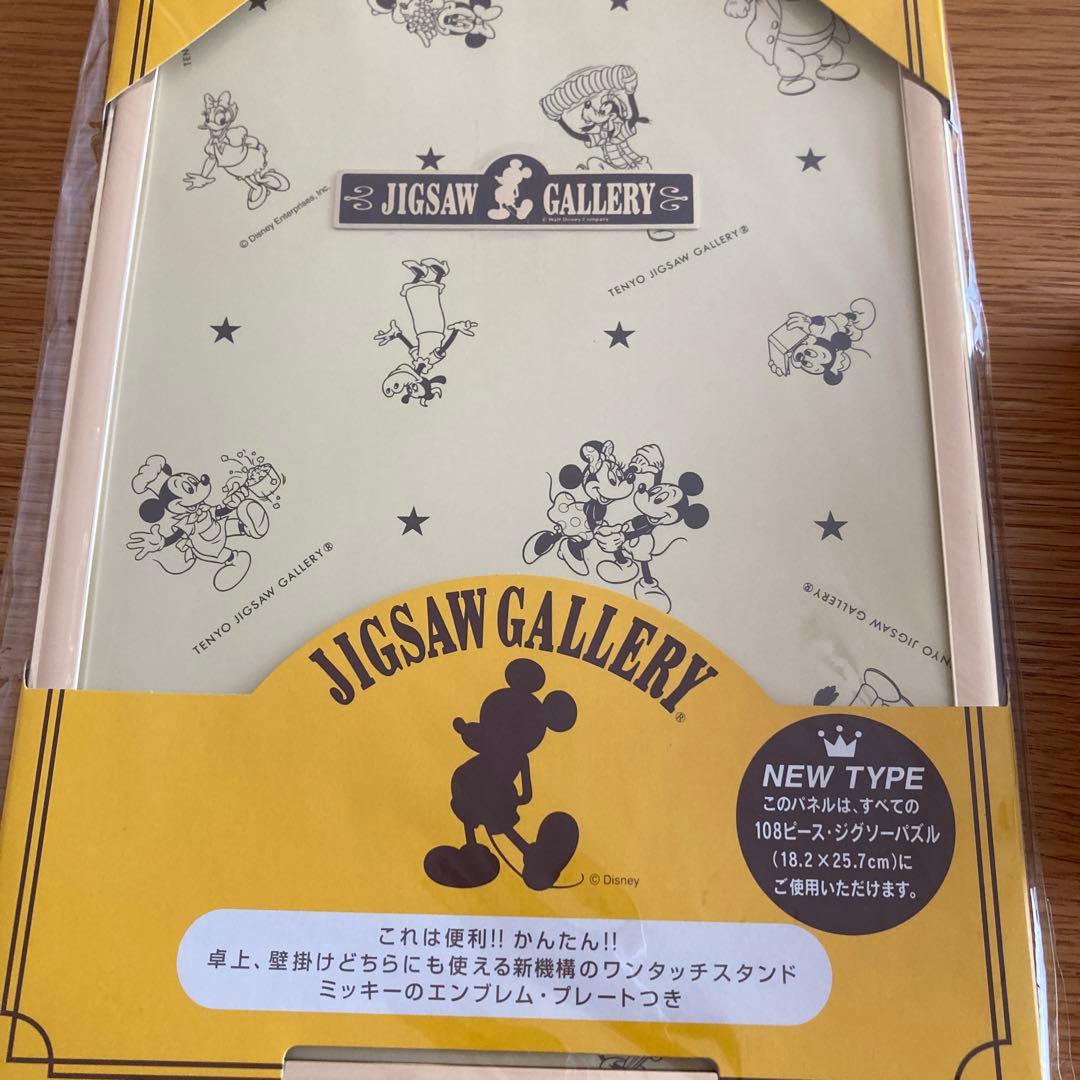 TEN
© Disney Enterprises, Inc.
JIGSAW GALLERY
© Walt Disney Company
TENYO JIGSAW GALLERY®
TENYO JIGSAW GALLERY®
TENYO JIGSAW GALLERY®
JIGSAW GALLERY®
© Disney
NEW TYPE
このパネルは、すべての
108ピース・ジグソーパズル
(18.2×25.7cm)に
ご使用いただけます。
これは便利!! かんたん!!
卓上、壁掛けどちらにも使える新機構のワンタッチスタンド
ミッキーのエンブレム・プレートつき